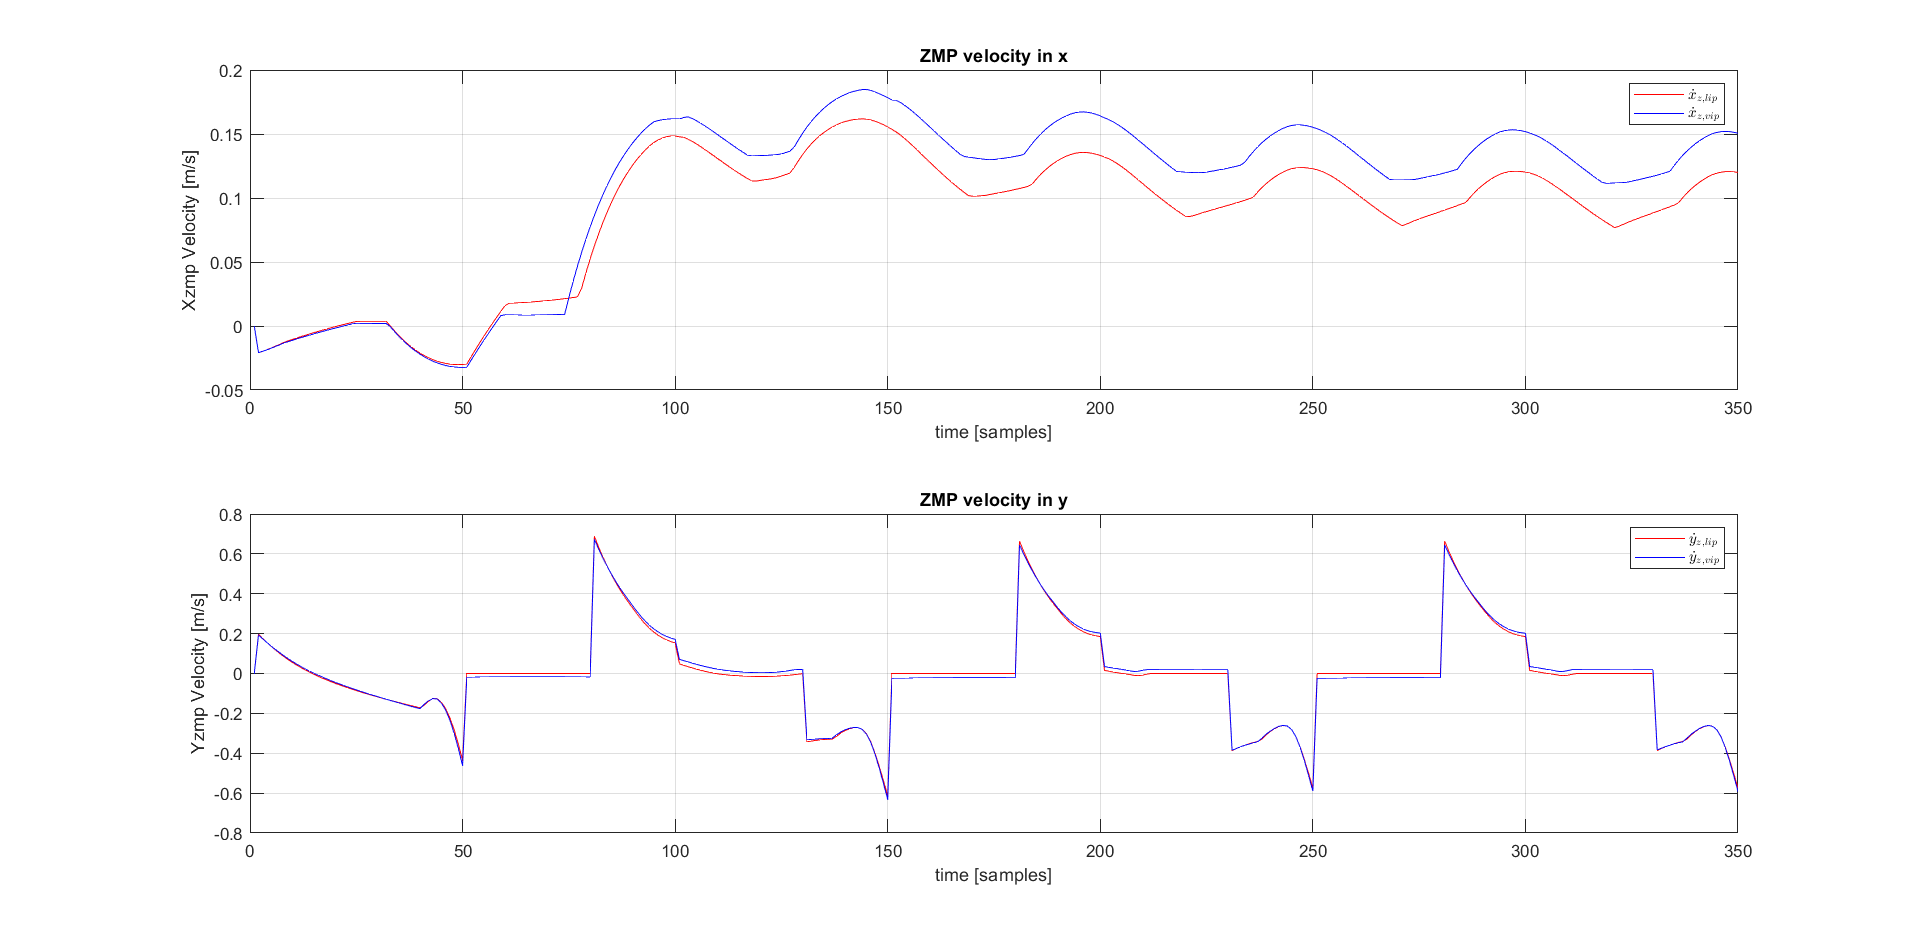 ZMP velocity in x
0.2
0.15
0.1
0.05
0
-0.05
Xzmp Velocity [m/s]
ẋz,lip
ẋz,vip
0 50 100 150 200 250 300 350
time [samples]
ZMP velocity in y
0.8
0.6
0.4
0.2
0
-0.2
-0.4
-0.6
-0.8
Yzmp Velocity [m/s]
ẏz,lip
ẏz,vip
0 50 100 150 200 250 300 350
time [samples]